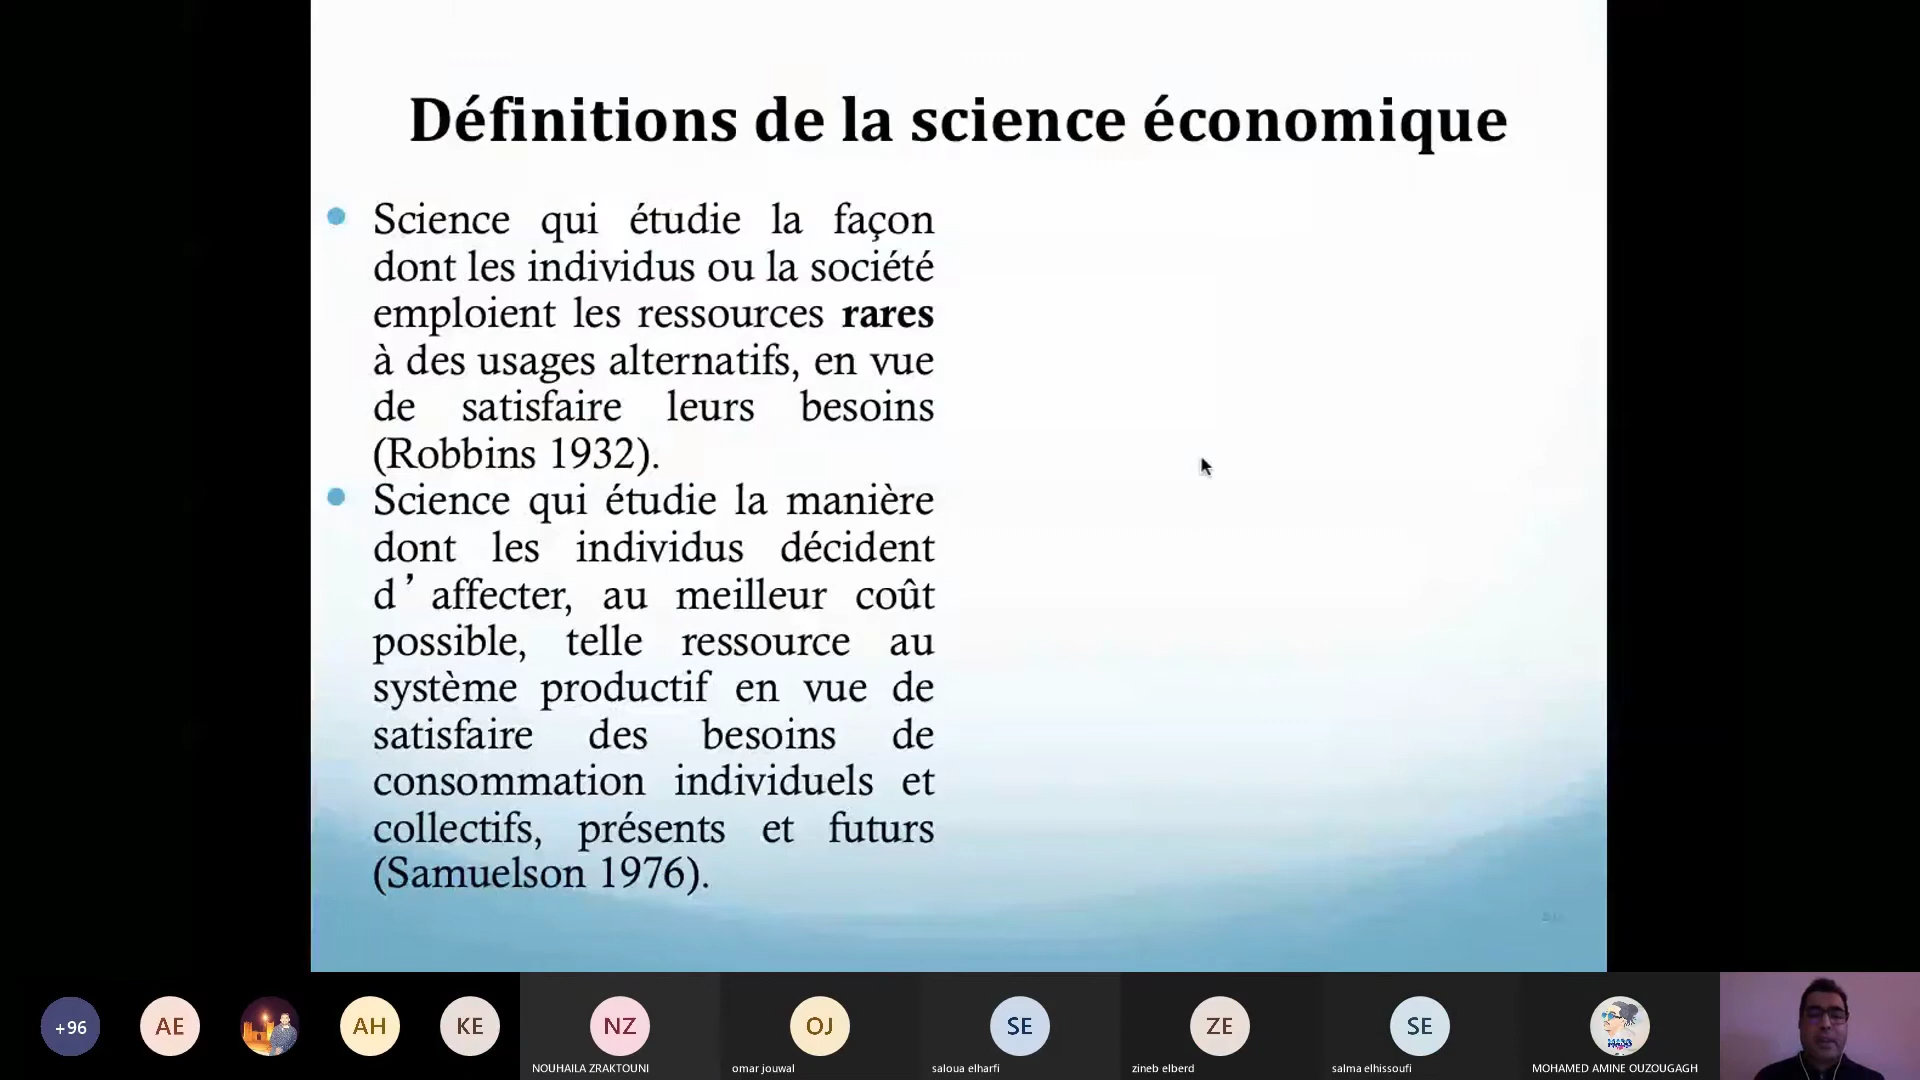 Définitions de la science économique
Science qui étudie la façon
dont les individus ou la société
emploient les ressources rares
à des usages alternatifs, en vue
de satisfaire leurs besoins
(Robbins 1932).
Science qui étudie la manière
dont les individus décident
d’ affecter, au meilleur coût
possible, telle ressource au
système productif en vue de
satisfaire des besoins de
consommation individuels et
collectifs, présents et futurs
(Samuelson 1976).
+96
AE
AH
KE
NZ
OJ
SE
ZE
SE
NOUHAILA ZRAKTOUNI
omar jouwal
saloua elharfi
zineb elberd
salma elhissoufi
MOHAMED AMINE OUZOUGAGH